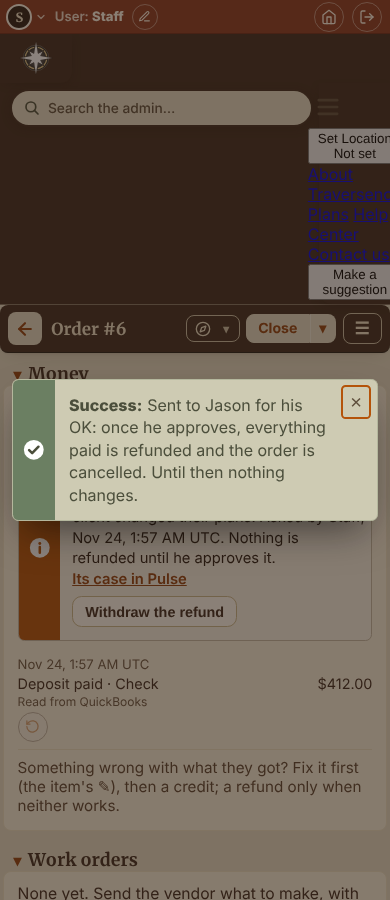 S User: Staff
Search the admin...
Set Location
Not set
About
Traversend
Plans Help
Center
Contact us
Make a
suggestion
Order #6
Close
Money
Success: Sent to Jason for his
OK: once he approves, everything
paid is refunded and the order is
cancelled. Until then nothing
changes.
Nov 24, 1:57 AM UTC. Nothing is
refunded until he approves it.
Its case in Pulse
Withdraw the refund
Nov 24, 1:57 AM UTC
Deposit paid · Check $412.00
Read from QuickBooks
Something wrong with what they got? Fix it first
(the item's ✎), then a credit; a refund only when
neither works.
Work orders
None yet. Send the vendor what to make, with